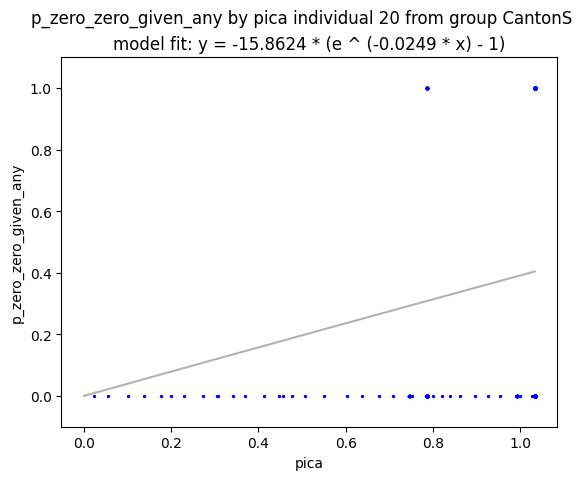 p_zero_zero_given_any by pica individual 20 from group CantonS
model fit: y = -15.8624 * (e ^ (-0.0249 * x) - 1)
1.0
0.8
0.6
0.4
0.2
0.0
p_zero_zero_given_any
0.0 0.2 0.4 0.6 0.8 1.0
pica